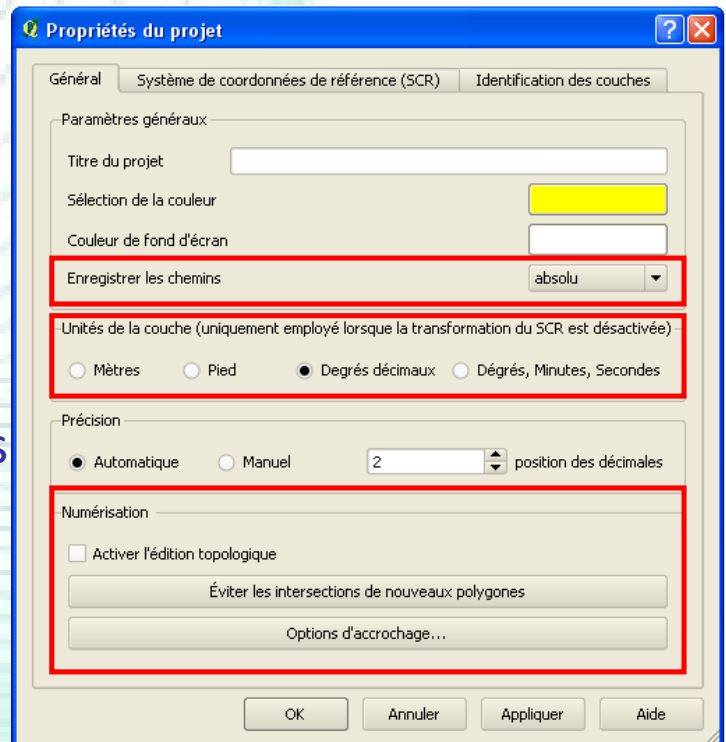 Propriétés du projet
Général Système de coordonnées de référence (SCR) Identification des couches
Paramètres généraux
Titre du projet
Sélection de la couleur
Couleur de fond d'écran
Enregistrer les chemins absolu
Unités de la couche (uniquement employé lorsque la transformation du SCR est désactivée)
Mètres Pied Degrés décimaux Dégrés, Minutes, Secondes
Précision
s
Automatique Manuel 2 position des décimales
Numérisation
Activer l'édition topologique
Éviter les intersections de nouveaux polygones
Options d'accrochage...
OK Annuler Appliquer Aide